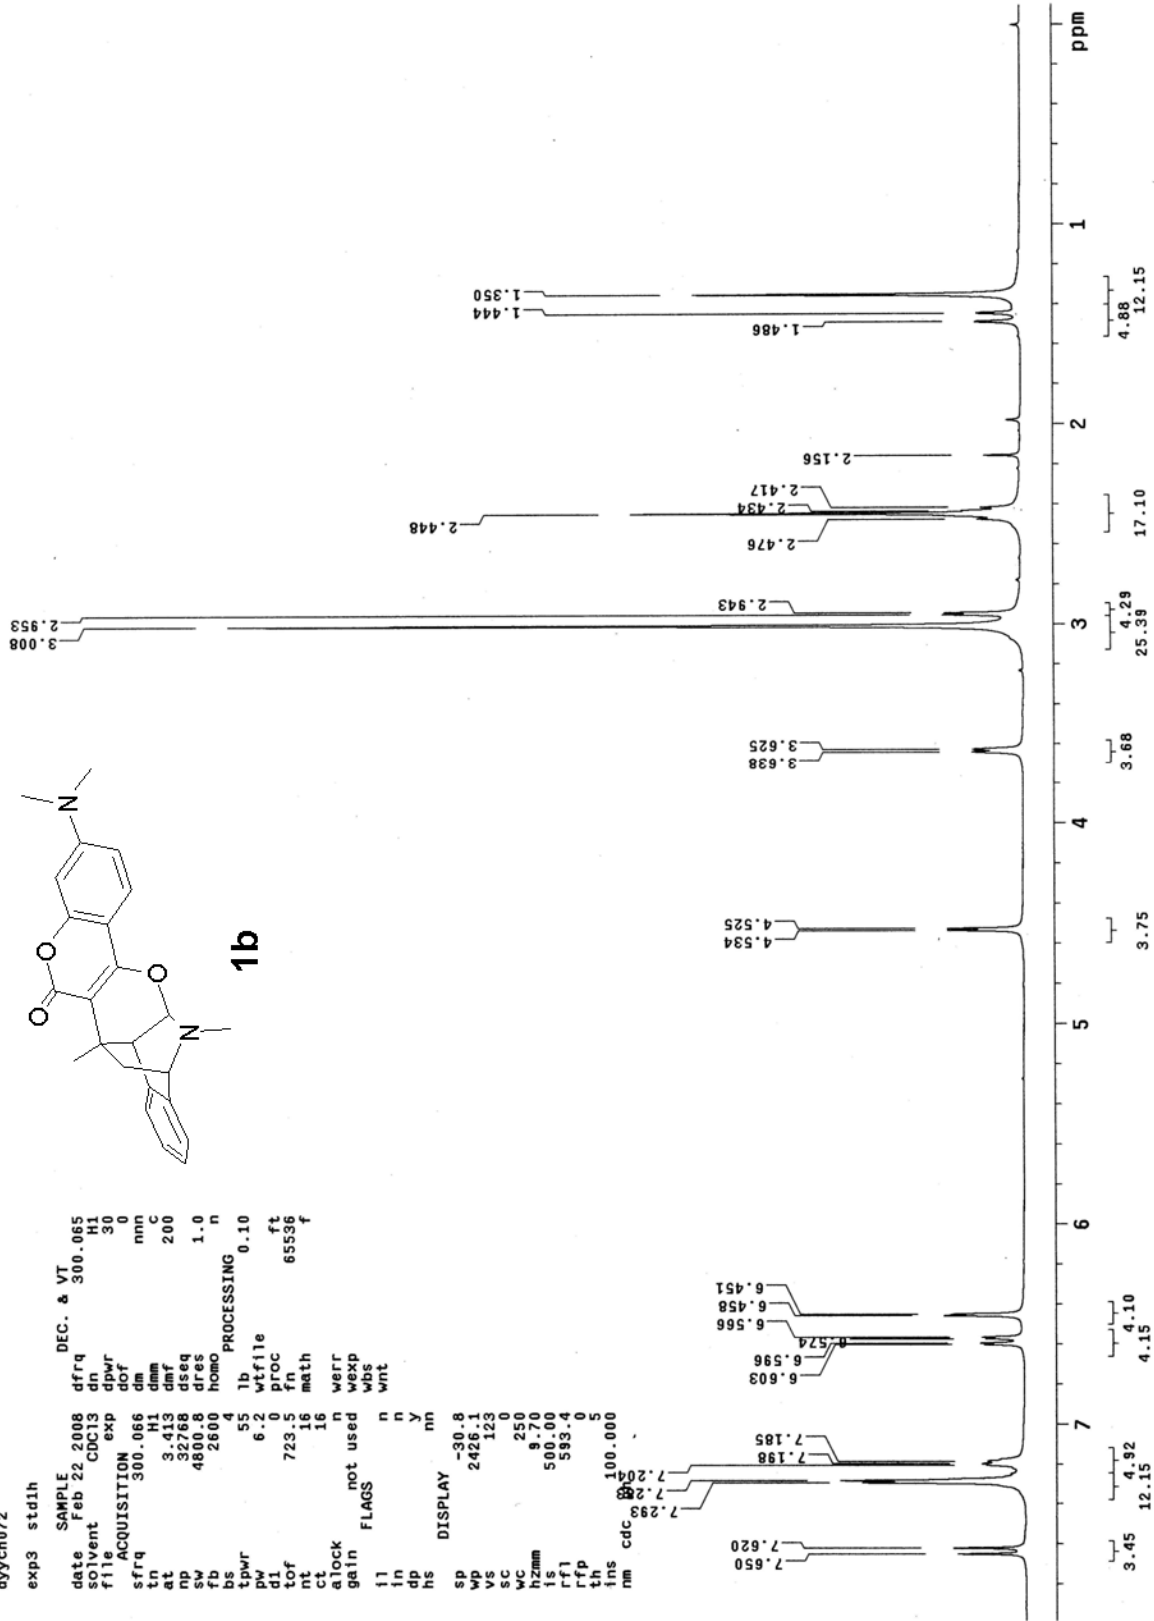 exp3 std1h
SAMPLE DEC. & VT
date Feb 22 2008 dfrq 300.065
solvent CDCl3 dn H1
file exp dpwr 30
ACQUISITION dof 0
sfrq 300.066 dm nnn
tn H1 dmm c
at 3.413 dmf 200
np 32768 dseq
sw 4800.8 dres 1.0
fb 2600 homo n
bs 4 PROCESSING
tpwr 55 lb 0.10
pw 6.2 wtfile
d1 0 proc ft
tof 723.5 fn 65536
nt 16 math f
ct 16
alock n werr
gain not used wexp
FLAGS wbs
il n wnt
in n
dp y
hs nn
DISPLAY
sp -30.8
wp 2426.1
vs 123
sc 0
wc 250
hzmm 9.70
is 500.00
rfl 593.4
rfp 0
th 5
ins 100.000
nm cdc ph
O
O
O
N
N
1b
7.650
7.620
7.293
7.283
7.204
7.198
7.185
6.603
6.596
6.574
6.566
6.458
6.451
4.534
4.525
3.638
3.625
3.008
2.953
2.943
2.476
2.448
2.434
2.417
2.156
1.486
1.444
1.350
7 6 5 4 3 2 1 ppm
3.45
12.15
4.92
4.15
4.10
3.75
3.68
25.39
4.29
17.10
4.88
12.15